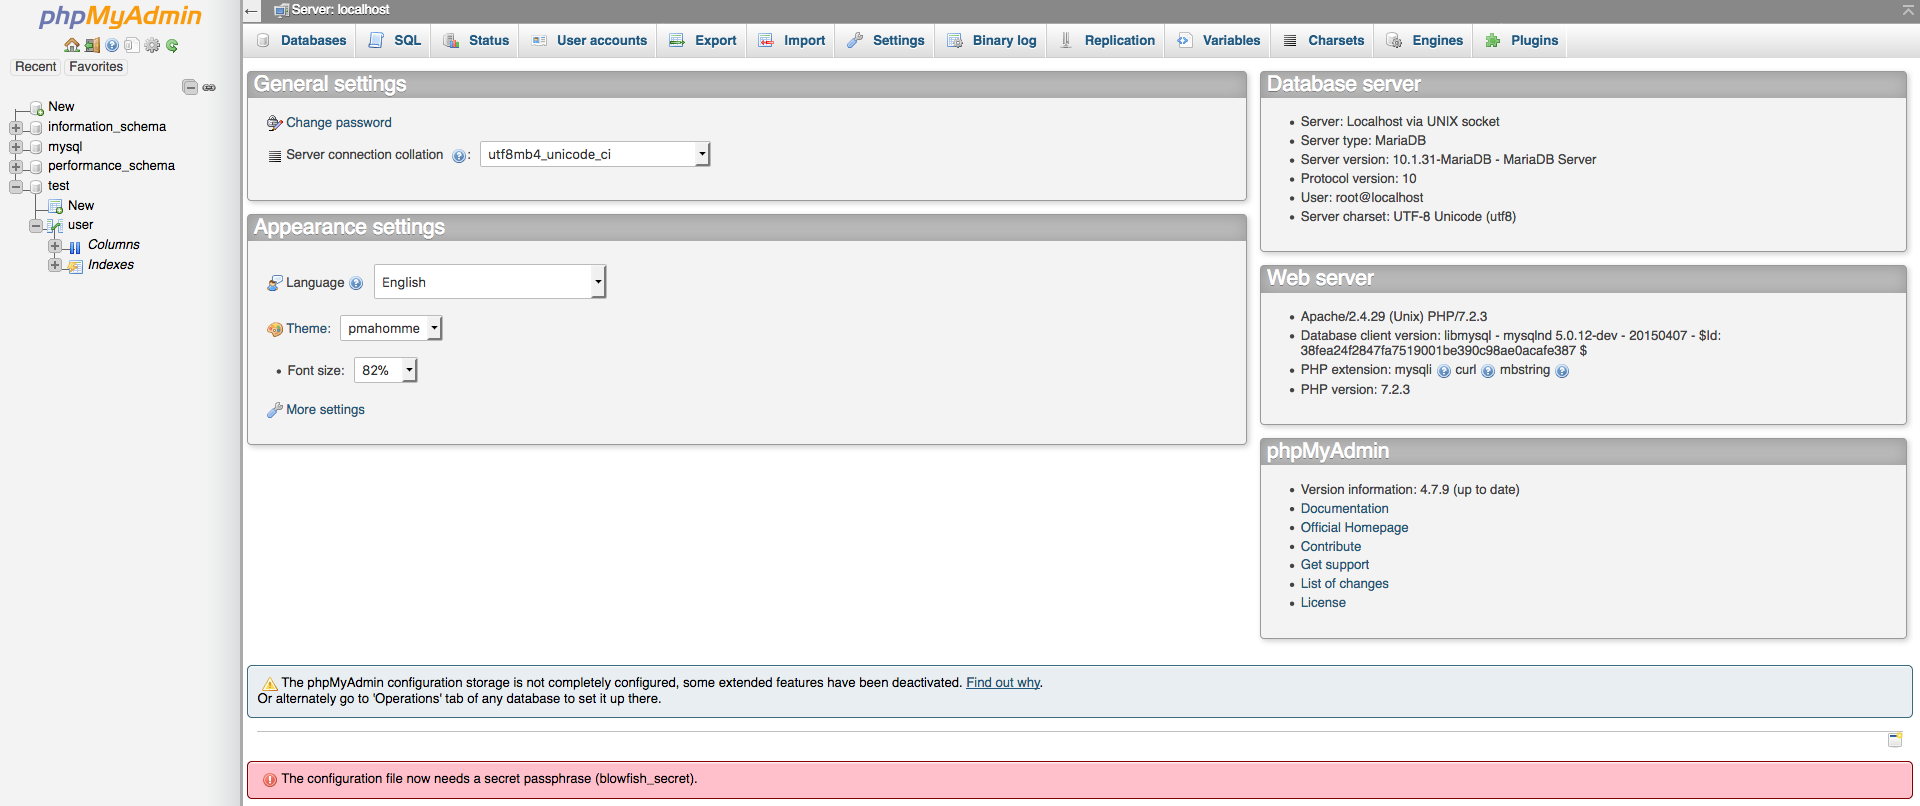 phpMyAdmin
Recent
Favorites
New
information_schema
mysql
performance_schema
test
New
user
Columns
Indexes
Server: localhost
Databases
SQL
Status
User accounts
Export
Import
Settings
Binary log
Replication
Variables
Charsets
Engines
Plugins
General settings
Change password
Server connection collation :
utf8mb4_unicode_ci
Appearance settings
Language
English
Theme:
pmahomme
Font size:
82%
More settings
Database server
Server: Localhost via UNIX socket
Server type: MariaDB
Server version: 10.1.31-MariaDB - MariaDB Server
Protocol version: 10
User: root@localhost
Server charset: UTF-8 Unicode (utf8)
Web server
Apache/2.4.29 (Unix) PHP/7.2.3
Database client version: libmysql - mysqlnd 5.0.12-dev - 20150407 - $Id:
38fea24f2847fa7519001be390c98ae0acafe387 $
PHP extension: mysqli curl mbstring
PHP version: 7.2.3
phpMyAdmin
Version information: 4.7.9 (up to date)
Documentation
Official Homepage
Contribute
Get support
List of changes
License
The phpMyAdmin configuration storage is not completely configured, some extended features have been deactivated. Find out why.
Or alternately go to 'Operations' tab of any database to set it up there.
The configuration file now needs a secret passphrase (blowfish_secret).